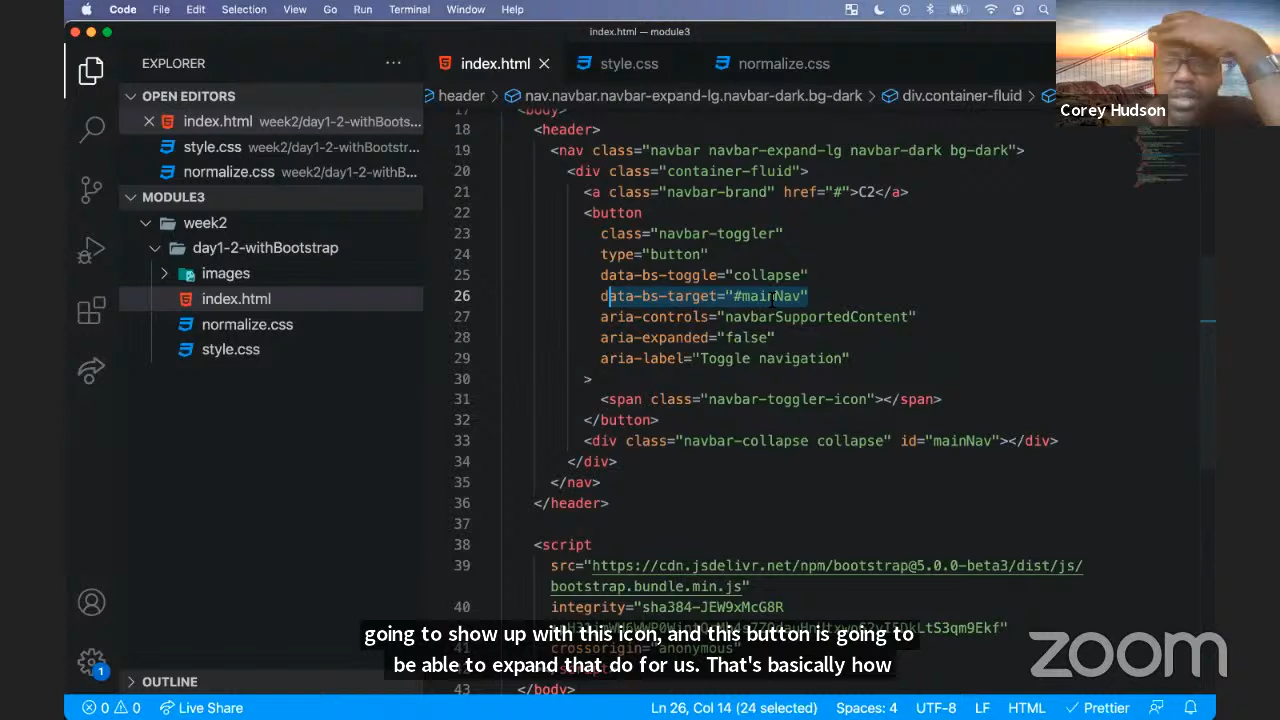 Code File Edit Selection View Go Run Terminal Window Help
index.html — module3
EXPLORER
index.html
style.css
normalize.css
OPEN EDITORS
header
nav.navbar.navbar-expand-lg.navbar-dark.bg-dark
div.container-fluid
Corey Hudson
index.html week2/day1-2-withBoots...
style.css week2/day1-2-withBootstr...
normalize.css week2/day1-2-withB...
MODULE3
week2
day1-2-withBootstrap
images
index.html
normalize.css
style.css
OUTLINE
17 <body>
18 <header>
19 <nav class="navbar navbar-expand-lg navbar-dark bg-dark">
20 <div class="container-fluid">
21 <a class="navbar-brand" href="#">C2</a>
22 <button
23 class="navbar-toggler"
24 type="button"
25 data-bs-toggle="collapse"
26 data-bs-target="#mainNav"
27 aria-controls="navbarSupportedContent"
28 aria-expanded="false"
29 aria-label="Toggle navigation"
30 >
31 <span class="navbar-toggler-icon"></span>
32 </button>
33 <div class="navbar-collapse collapse" id="mainNav"></div>
34 </div>
35 </nav>
36 </header>
37
38 <script
39 src="https://cdn.jsdelivr.net/npm/bootstrap@5.0.0-beta3/dist/js/
bootstrap.bundle.min.js"
40 integrity="sha384-JEW9xMcG8R
41 crossorigin="anonymous"
43 </body>
going to show up with this icon, and this button is going to
be able to expand that do for us. That's basically how
zoom
1
0 0 Live Share Ln 26, Col 14 (24 selected) Spaces: 4 UTF-8 LF HTML Prettier